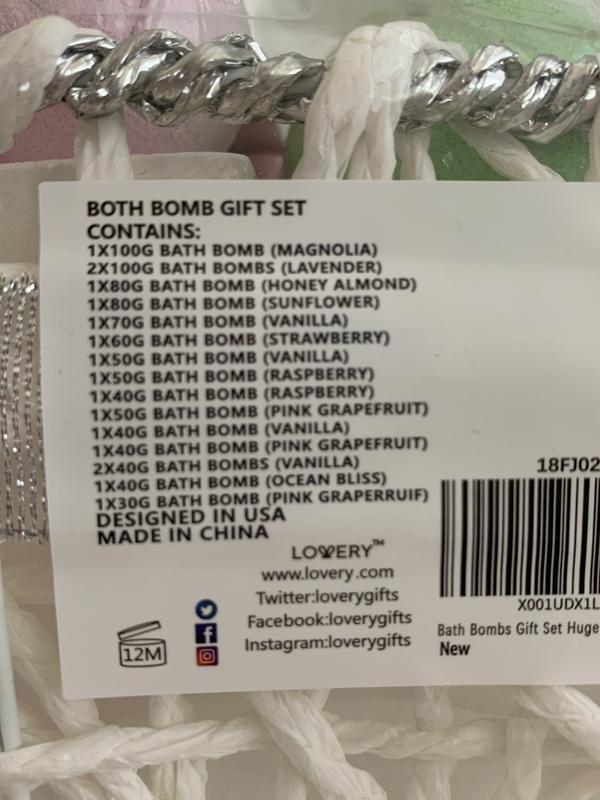 BOTH BOMB GIFT SET
CONTAINS:
1X100G BATH BOMB (MAGNOLIA)
2X100G BATH BOMBS (LAVENDER)
1X80G BATH BOMB (HONEY ALMOND)
1X80G BATH BOMB (SUNFLOWER)
1X70G BATH BOMB (VANILLA)
1X60G BATH BOMB (STRAWBERRY)
1X50G BATH BOMB (VANILLA)
1X50G BATH BOMB (RASPBERRY)
1X40G BATH BOMB (RASPBERRY)
1X50G BATH BOMB (PINK GRAPEFRUIT)
1X40G BATH BOMB (VANILLA)
1X40G BATH BOMB (PINK GRAPEFRUIT)
2X40G BATH BOMBS (VANILLA)
1X40G BATH BOMB (OCEAN BLISS)
1X30G BATH BOMB (PINK GRAPERRUIF)
DESIGNED IN USA
MADE IN CHINA
LOVERY™
www.lovery.com
Twitter:loverygifts
Facebook:loverygifts
Instagram:loverygifts
12M
18FJ02
X001UDX1L
Bath Bombs Gift Set Huge
New